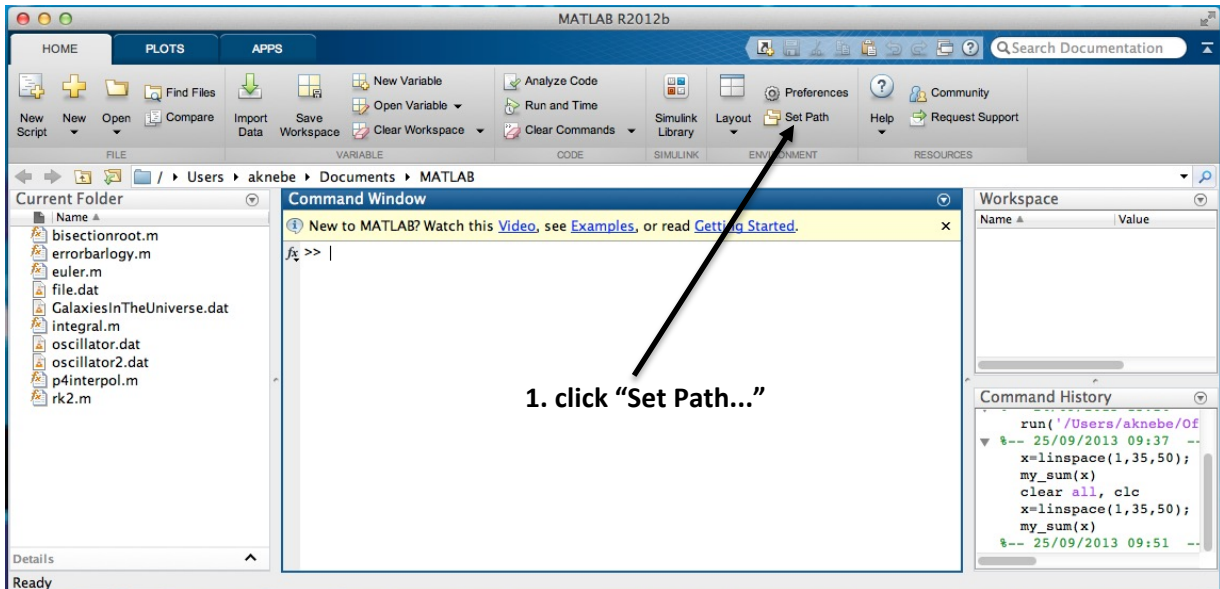 MATLAB R2012b
HOME PLOTS APPS Search Documentation
New Script
New
Open
Find Files
Compare
FILE
Import Data
Save Workspace
New Variable
Open Variable
Clear Workspace
VARIABLE
Analyze Code
Run and Time
Clear Commands
CODE
Simulink Library
SIMULINK
Layout
Preferences
Set Path
ENVIRONMENT
Help
Community
Request Support
RESOURCES
/ Users aknebe Documents MATLAB
Current Folder
Name
bisectionroot.m
errorbarlogy.m
euler.m
file.dat
GalaxiesInTheUniverse.dat
integral.m
oscillator.dat
oscillator2.dat
p4interpol.m
rk2.m
Details
Ready
Command Window
New to MATLAB? Watch this Video, see Examples, or read Getting Started.
fx >>
1. click “Set Path...”
Workspace
Name Value
Command History
run('/Users/aknebe/Of
%-- 25/09/2013 09:37 --
x=linspace(1,35,50);
my_sum(x)
clear all, clc
x=linspace(1,35,50);
my_sum(x)
%-- 25/09/2013 09:51 --